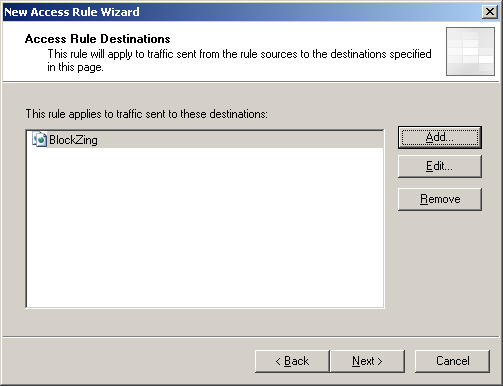 New Access Rule Wizard
Access Rule Destinations
This rule will apply to traffic sent from the rule sources to the destinations specified
in this page.
This rule applies to traffic sent to these destinations:
BlockZing
Add...
Edit...
Remove
< Back
Next >
Cancel